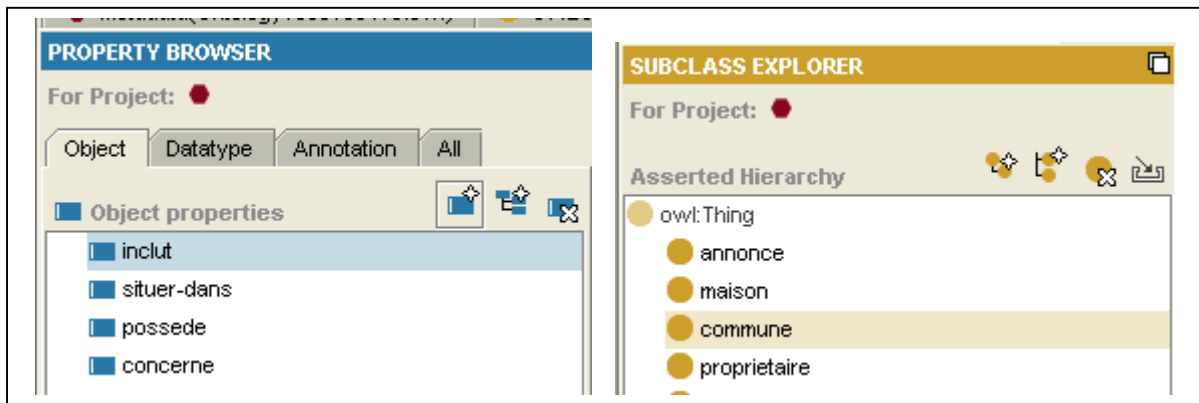 PROPERTY BROWSER
For Project:
Object Datatype Annotation All
Object properties
inclut
situer-dans
possede
concerne
SUBCLASS EXPLORER
For Project:
Asserted Hierarchy
owl:Thing
annonce
maison
commune
proprietaire